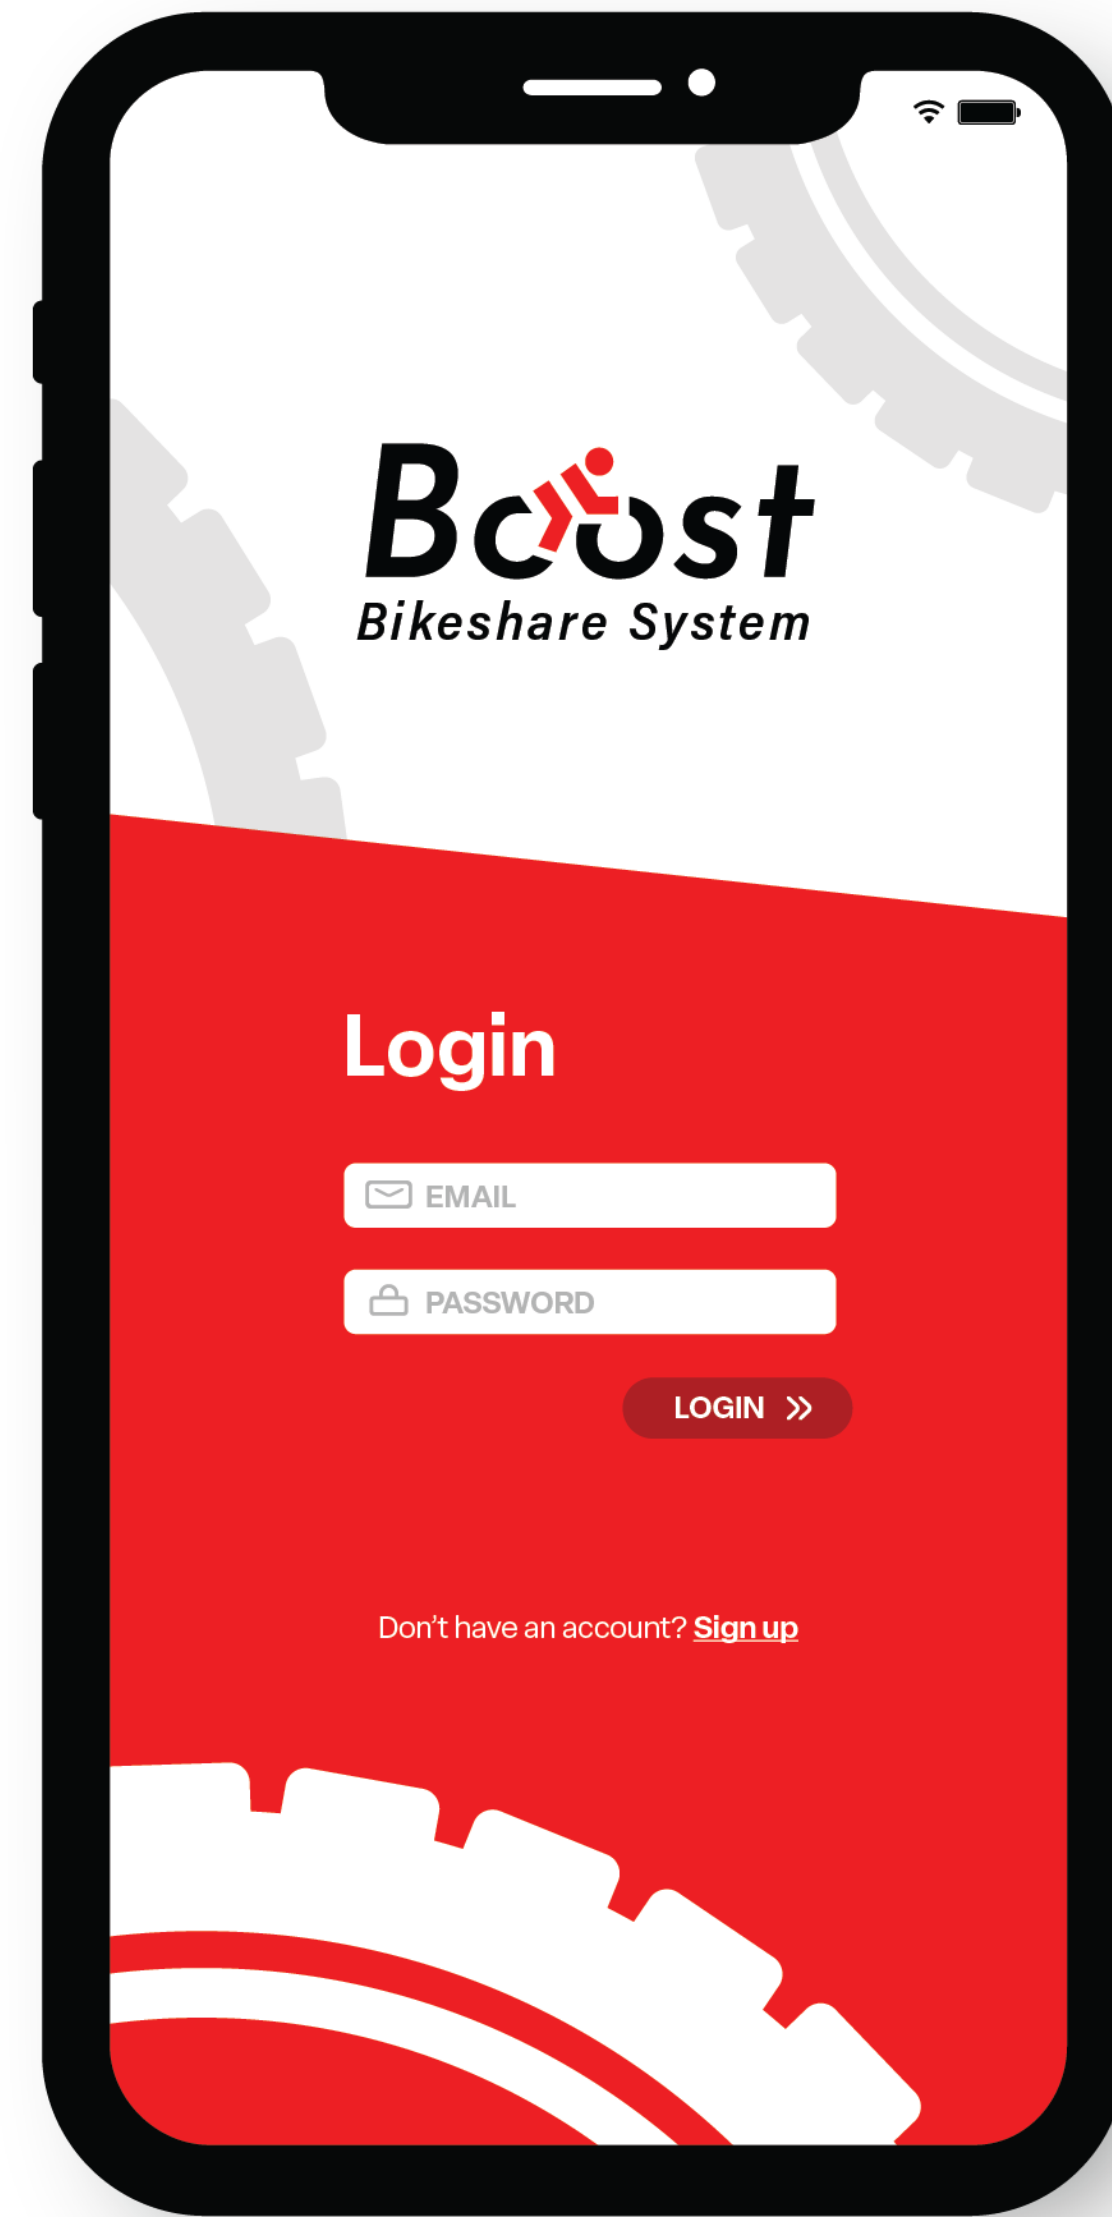 Boost
Bikeshare System
Login
EMAIL
PASSWORD
LOGIN
Don't have an account? Sign up